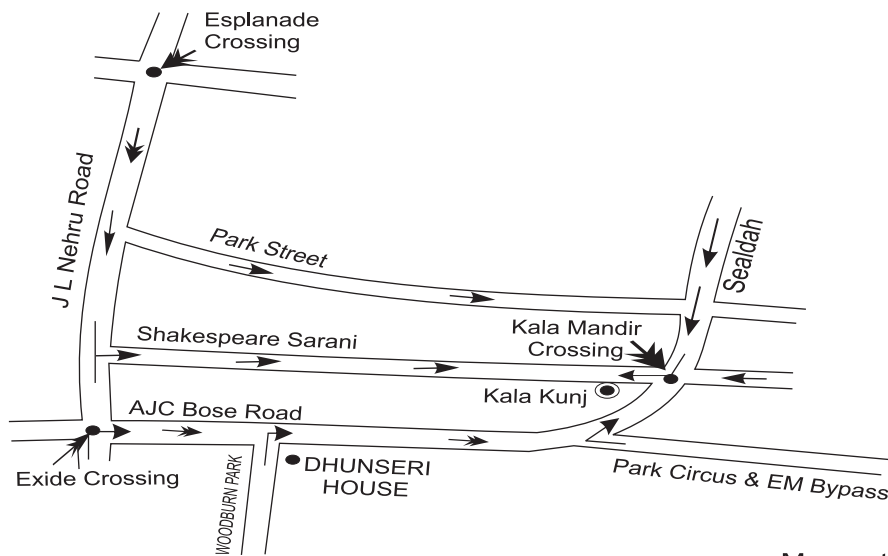 Esplanade
Crossing
J L Nehru Road
Park Street
Sealdah
Shakespeare Sarani
Kala Mandir
Crossing
Kala Kunj
AJC Bose Road
Exide Crossing
WOODBURN PARK
DHUNSERI
HOUSE
Park Circus & EM Bypass